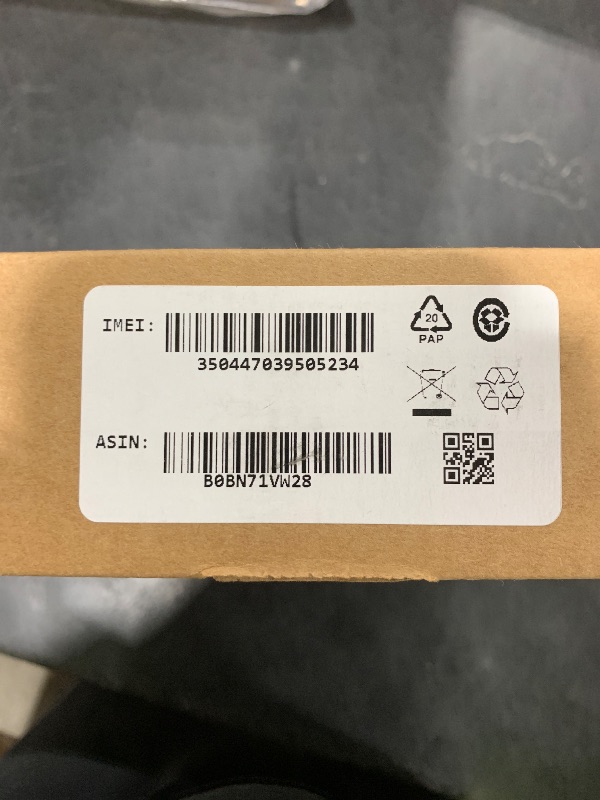 IMEI:
350447039505234
20
PAP
ASIN:
B0BN71VW28